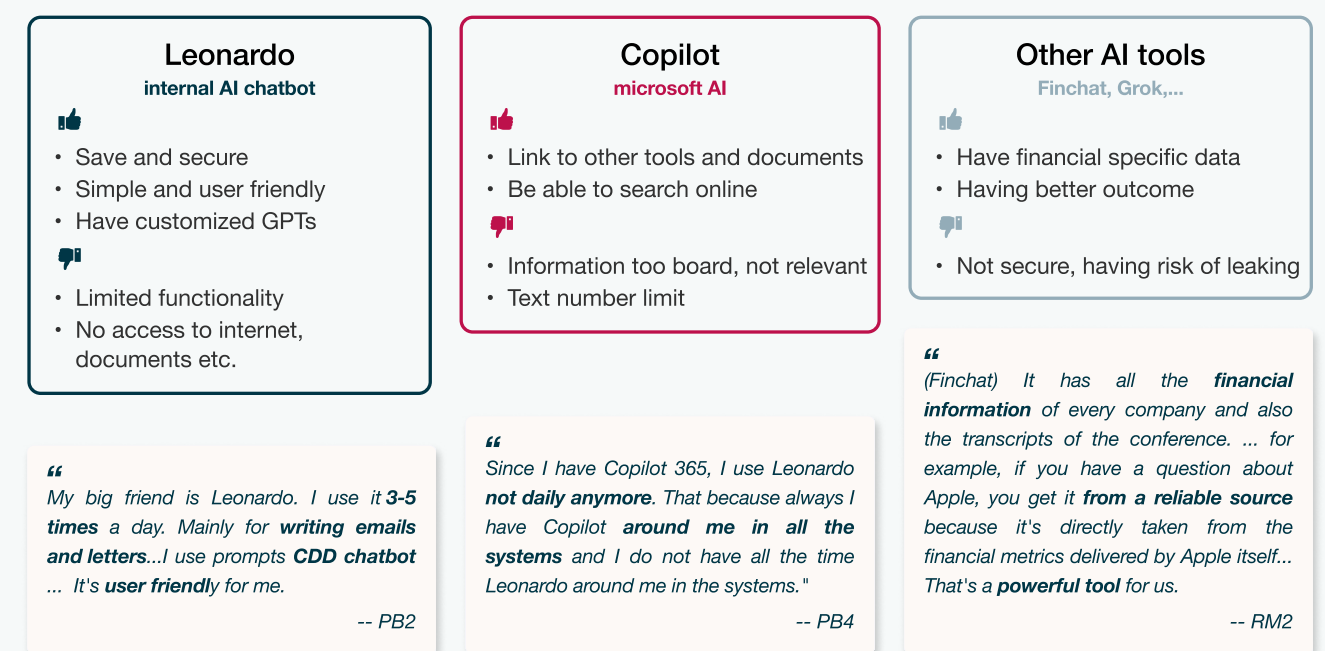 Leonardo
internal AI chatbot
• Save and secure
• Simple and user friendly
• Have customized GPTs
• Limited functionality
• No access to internet,
documents etc.
Copilot
microsoft AI
• Link to other tools and documents
• Be able to search online
• Information too board, not relevant
• Text number limit
Other AI tools
Finchat, Grok,...
• Have financial specific data
• Having better outcome
• Not secure, having risk of leaking
“
My big friend is Leonardo. I use it 3-5
times a day. Mainly for writing emails
and letters...I use prompts CDD chatbot
... It's user friendly for me.
-- PB2
“
Since I have Copilot 365, I use Leonardo
not daily anymore. That because always I
have Copilot around me in all the
systems and I do not have all the time
Leonardo around me in the systems."
-- PB4
“
(Finchat) It has all the financial
information of every company and also
the transcripts of the conference. ... for
example, if you have a question about
Apple, you get it from a reliable source
because it's directly taken from the
financial metrics delivered by Apple itself...
That's a powerful tool for us.
-- RM2